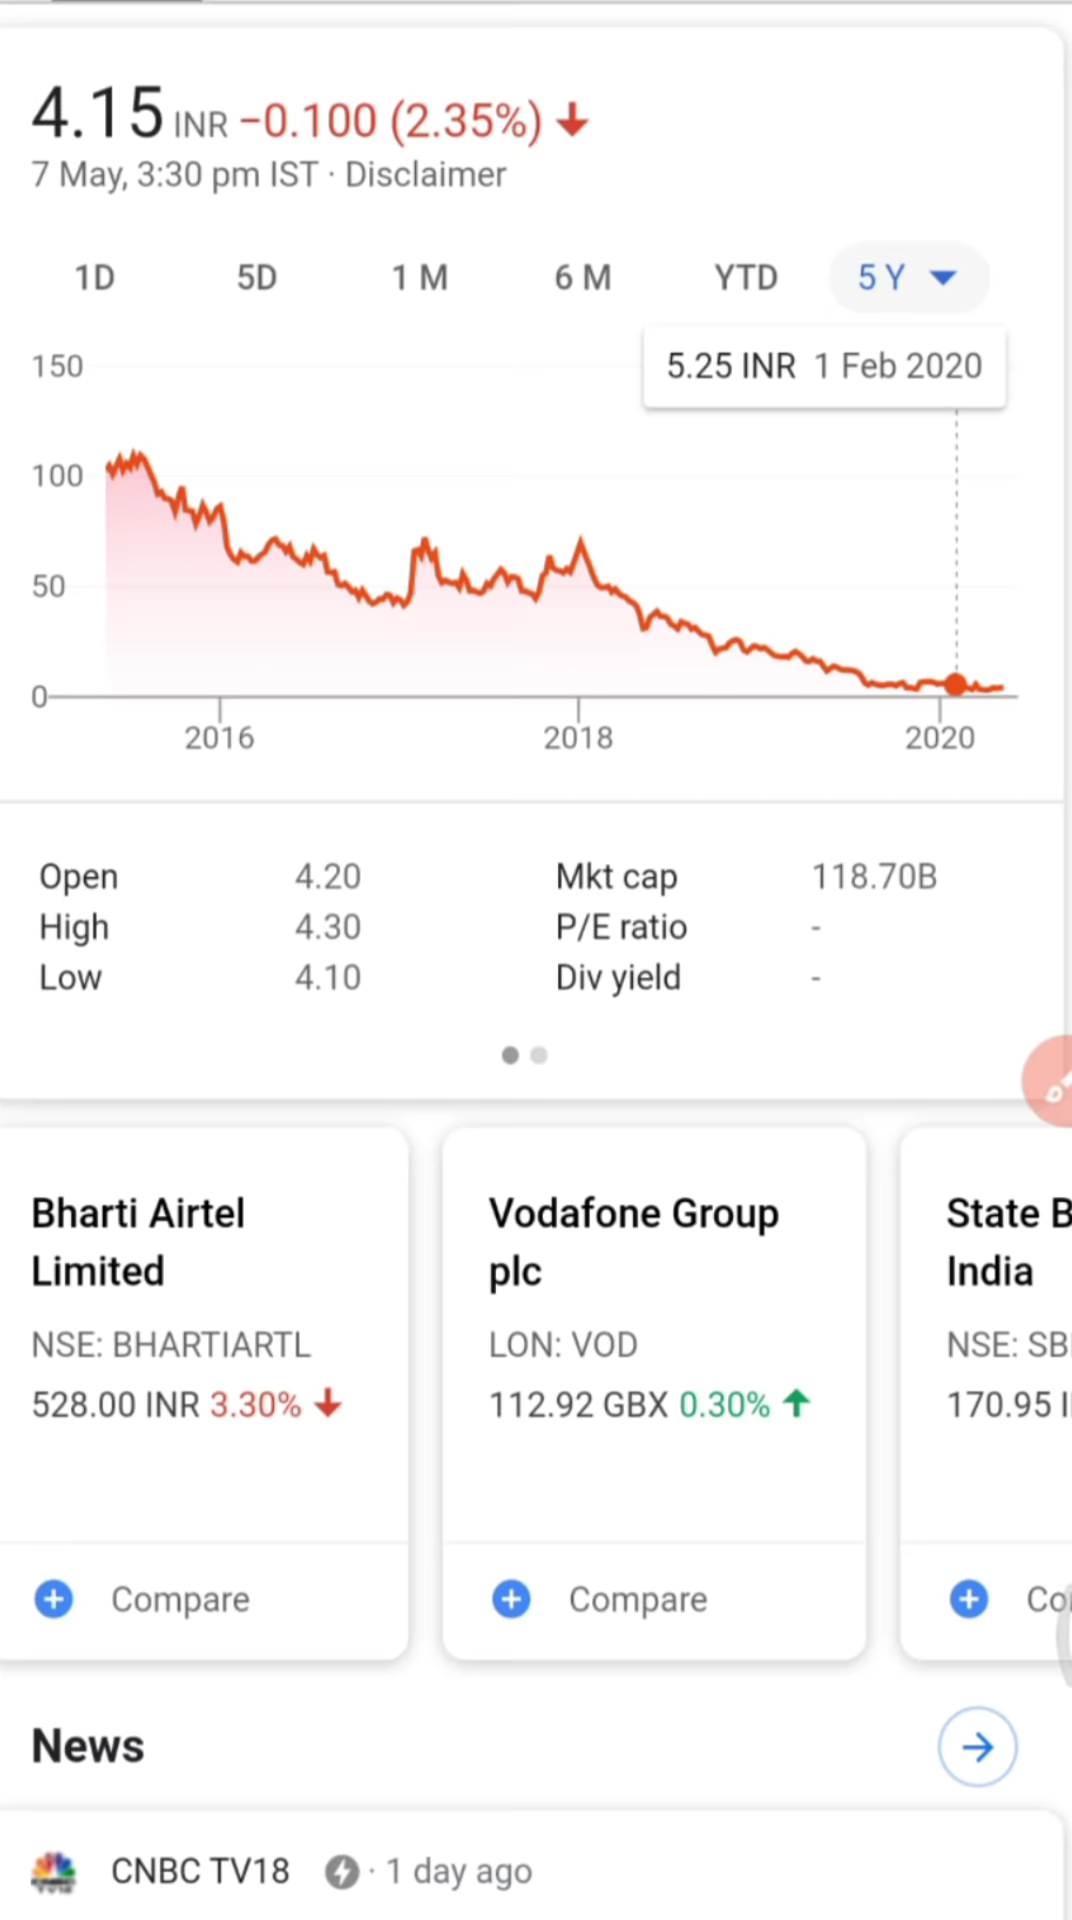 4.15 INR −0.100 (2.35%)
7 May, 3:30 pm IST · Disclaimer
1D 5D 1 M 6 M YTD 5 Y
5.25 INR 1 Feb 2020
150
100
50
0
2016 2018 2020
Open 4.20 Mkt cap 118.70B
High 4.30 P/E ratio -
Low 4.10 Div yield -
Bharti Airtel
Limited
NSE: BHARTIARTL
528.00 INR 3.30%
Compare
Vodafone Group
plc
LON: VOD
112.92 GBX 0.30%
Compare
State B
India
NSE: SB
170.95 I
Co
News
CNBC TV18 · 1 day ago